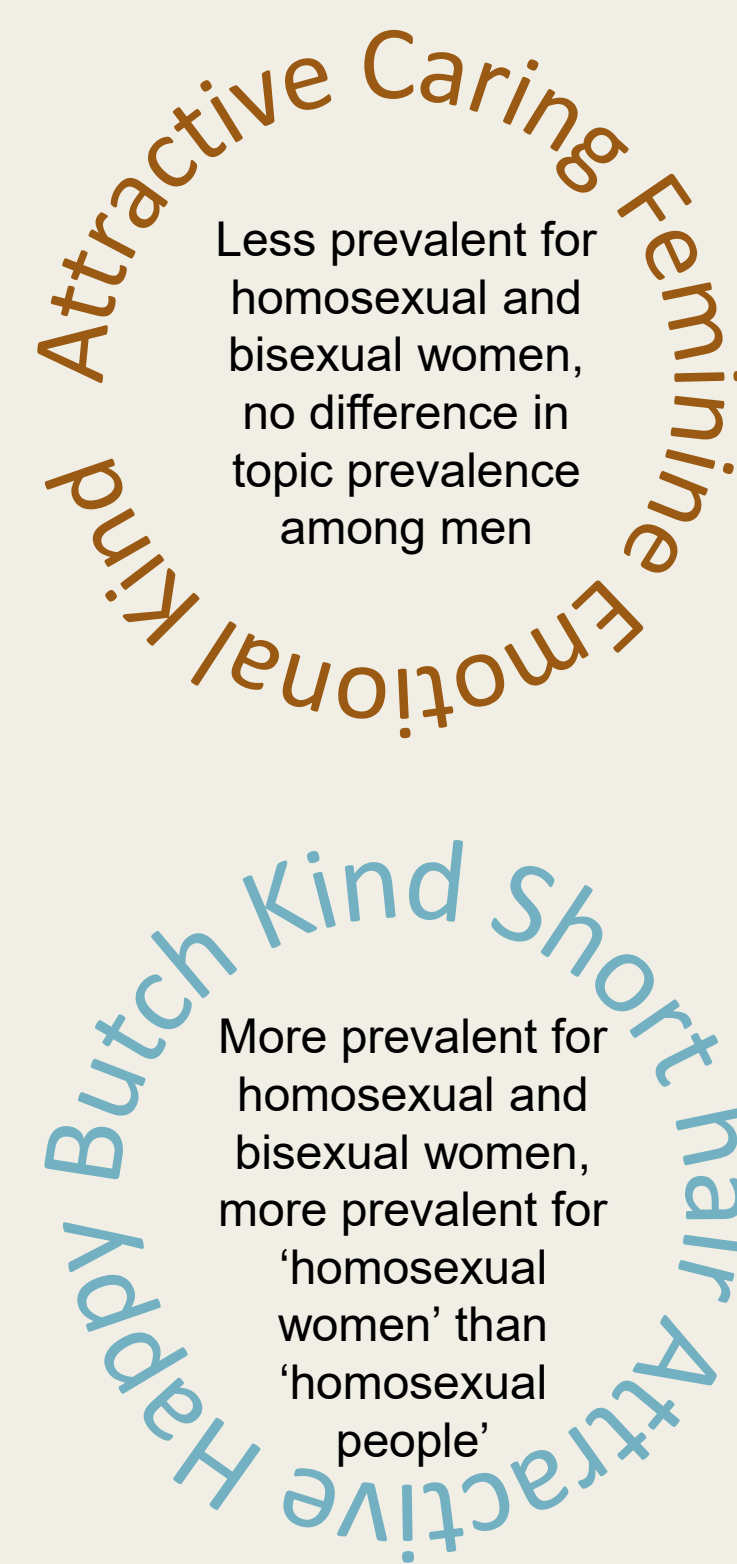 Attractive Caring Feminine Emotional Kind
Less prevalent for
homosexual and
bisexual women,
no difference in
topic prevalence
among men
Butch Kind Short hair Attractive Happy
More prevalent for
homosexual and
bisexual women,
more prevalent for
‘homosexual
women’ than
‘homosexual
people’